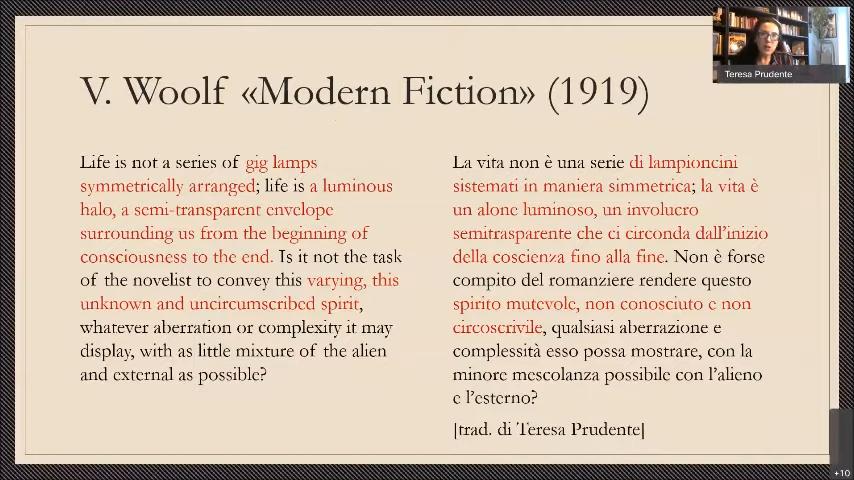 V. Woolf «Modern Fiction» (1919)
Life is not a series of gig lamps
symmetrically arranged; life is a luminous
halo, a semi-transparent envelope
surrounding us from the beginning of
consciousness to the end. Is it not the task
of the novelist to convey this varying, this
unknown and uncircumscribed spirit,
whatever aberration or complexity it may
display, with as little mixture of the alien
and external as possible?
La vita non è una serie di lampioncini
sistemati in maniera simmetrica; la vita è
un alone luminoso, un involucro
semitrasparente che ci circonda dall'inizio
della coscienza fino alla fine. Non è forse
compito del romanziere rendere questo
spirito mutevole, non conosciuto e non
circoscrivile, qualsiasi aberrazione e
complessità esso possa mostrare, con la
minore mescolanza possibile con l'alieno
e l'esterno?
[trad. di Teresa Prudente]
Teresa Prudente
+10